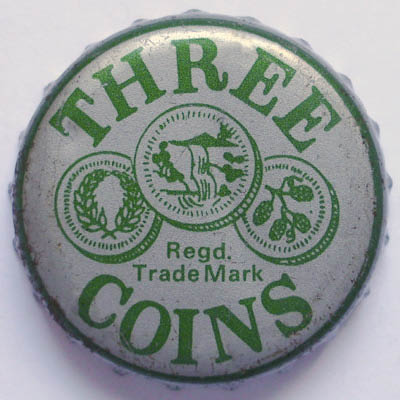 THREE
Regd.
Trade Mark
COINS